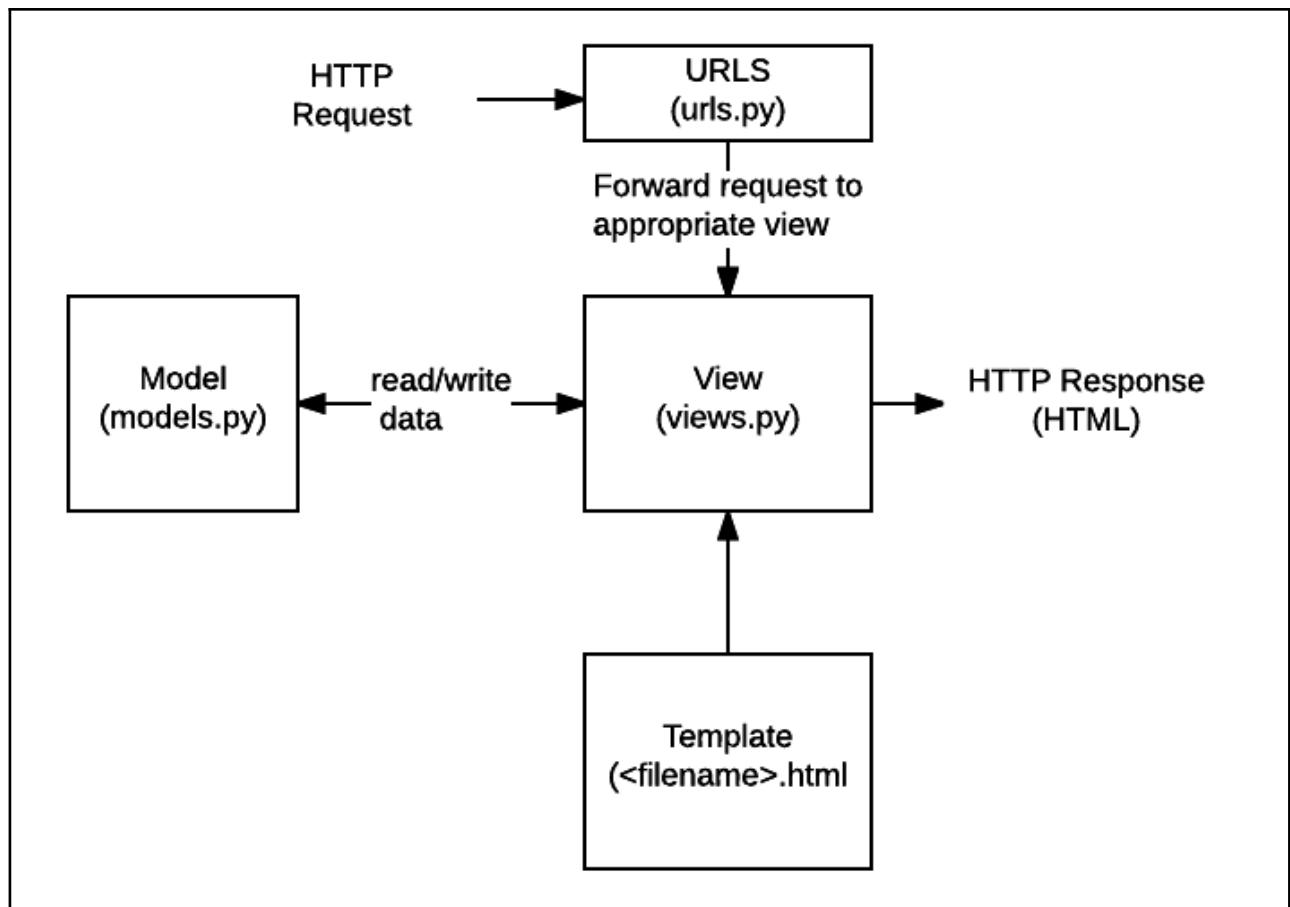 HTTP
Request
URLS
(urls.py)
Forward request to
appropriate view
Model
(models.py)
read/write
data
View
(views.py)
HTTP Response
(HTML)
Template
(<filename>.html